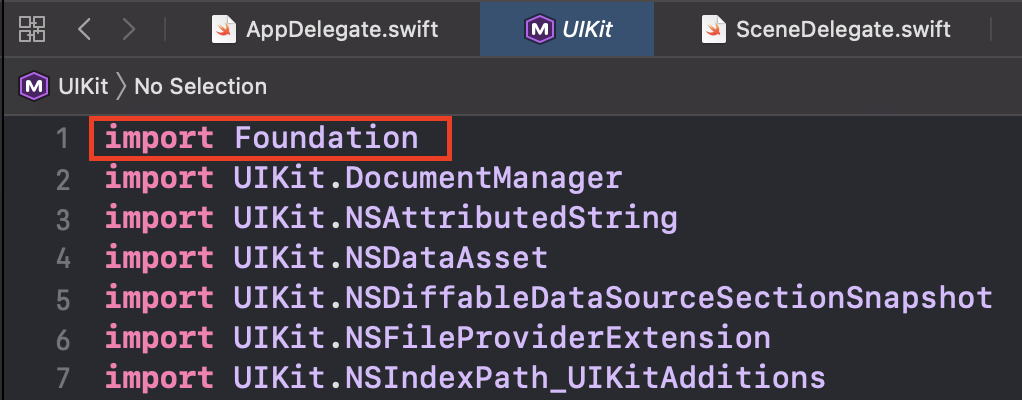 AppDelegate.swift UIKit SceneDelegate.swift
UIKit No Selection
1 import Foundation
2 import UIKit.DocumentManager
3 import UIKit.NSAttributedString
4 import UIKit.NSDataAsset
5 import UIKit.NSDiffableDataSourceSectionSnapshot
6 import UIKit.NSFileProviderExtension
7 import UIKit.NSIndexPath_UIKitAdditions